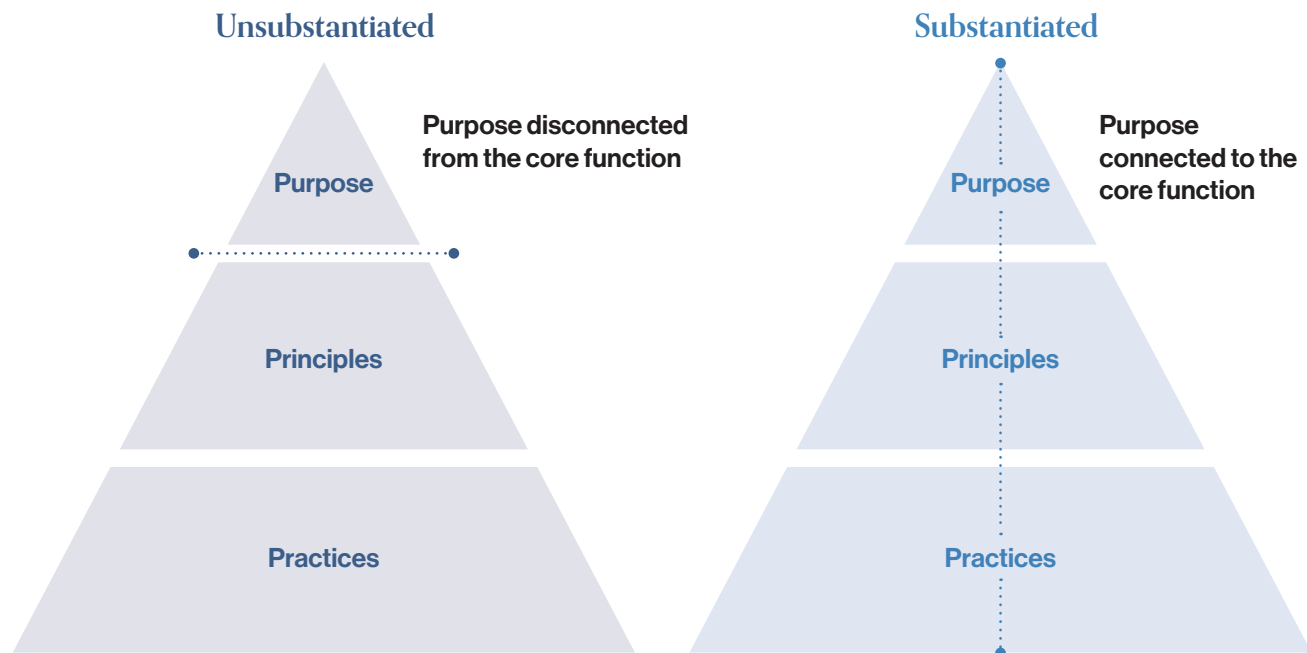 Unsubstantiated
Purpose disconnected
from the core function
Purpose
Principles
Practices
Substantiated
Purpose
connected to the
core function
Purpose
Principles
Practices